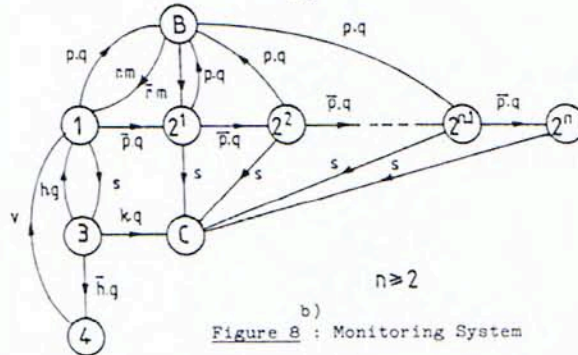 B
p.q
p.q
r.m
r̄.m
p.q
p.q
1
p̄.q
2¹
p̄.q
2²
p̄.q
2ⁿ⁻¹
p̄.q
2ⁿ
h.q
s
s
s
s
s
v
3
k.q
C
h̄.q
4
n ≥ 2
b)
Figure 8 : Monitoring System